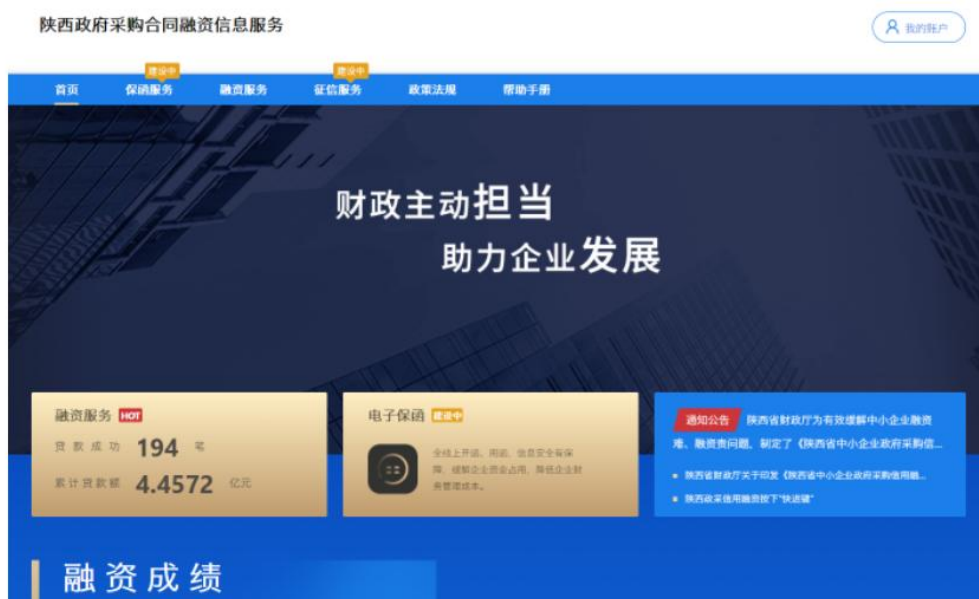 陕西政府采购合同融资信息服务
我的账户
建设中
建设中
首页 保函服务 融资服务 征信服务 政策法规 帮助手册
财政主动担当
助力企业发展
融资服务 HOT
贷款成功 194 笔
累计贷款额 4.4572 亿元
电子保函 建设中
全线上开函、用函，信息安全有保
障，缓解企业资金占用，降低企业财
务管理成本。
通知公告 陕西省财政厅为有效缓解中小企业融资
难、融资贵问题，制定了《陕西省中小企业政府采购信...
陕西省财政厅关于印发《陕西省中小企业政府采购信用融...
陕西政采信用融资按下“快进键”
融资成绩